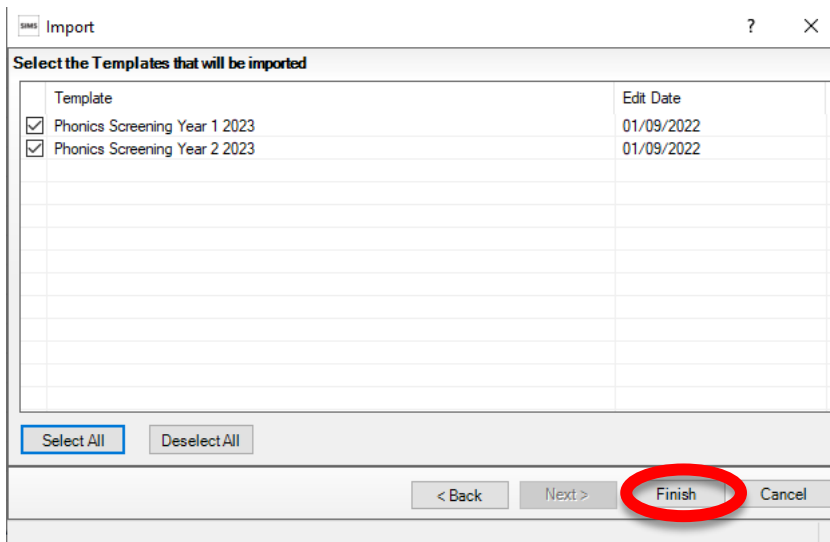 SIMS Import ?
Select the Templates that will be imported
Template Edit Date
Phonics Screening Year 1 2023 01/09/2022
Phonics Screening Year 2 2023 01/09/2022
Select All Deselect All
< Back Next > Finish Cancel